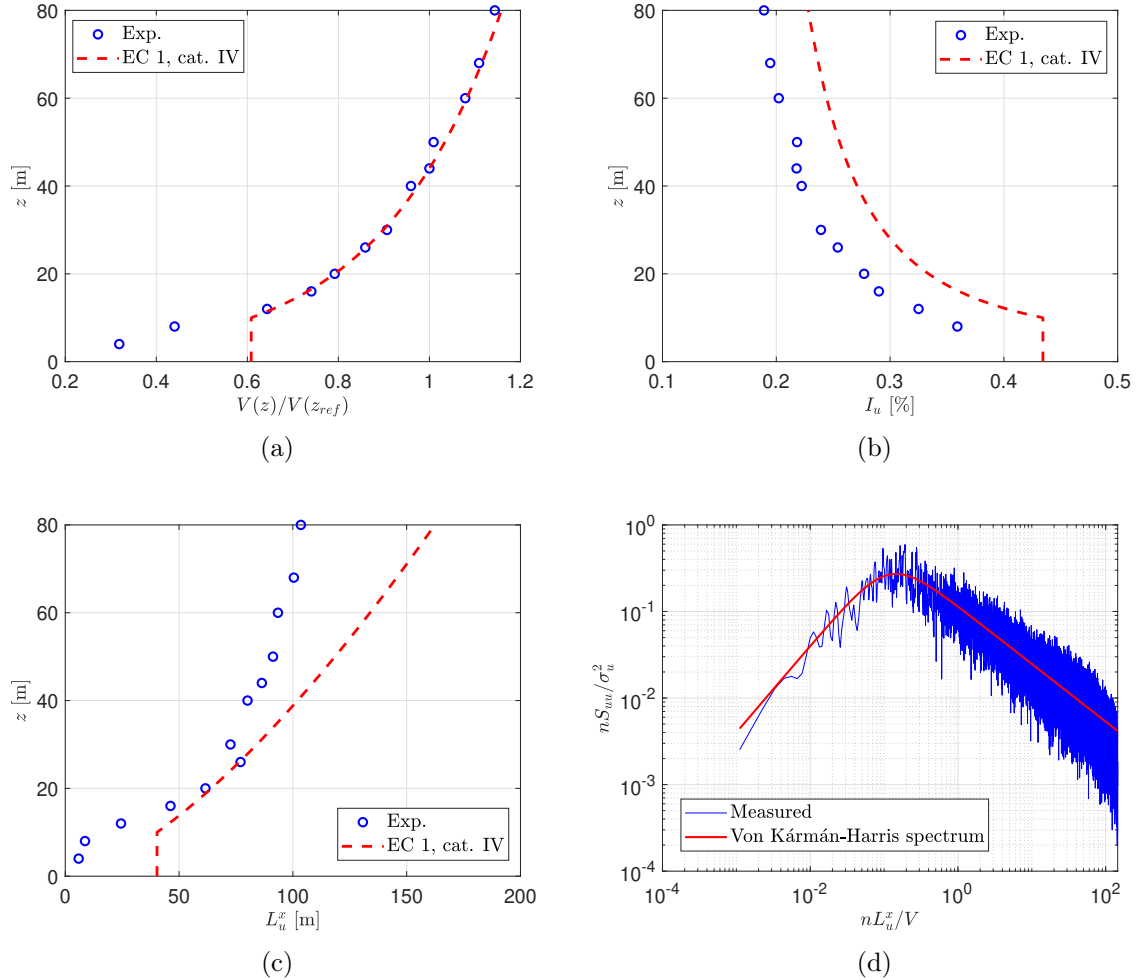 80
60
40
20
0
z [m]
Exp.
EC 1, cat. IV
0.2 0.4 0.6 0.8 1 1.2
V(z)/V(z_{ref})
(a)
80
60
40
20
0
z [m]
Exp.
EC 1, cat. IV
0.1 0.2 0.3 0.4 0.5
I_u [%]
(b)
80
60
40
20
0
z [m]
Exp.
EC 1, cat. IV
0 50 100 150 200
L_u^x [m]
(c)
10^0
10^{-1}
10^{-2}
10^{-3}
10^{-4}
nS_{uu}/σ_u^2
Measured
Von Kármán-Harris spectrum
10^{-4} 10^{-2} 10^0 10^2
nL_u^x/V
(d)